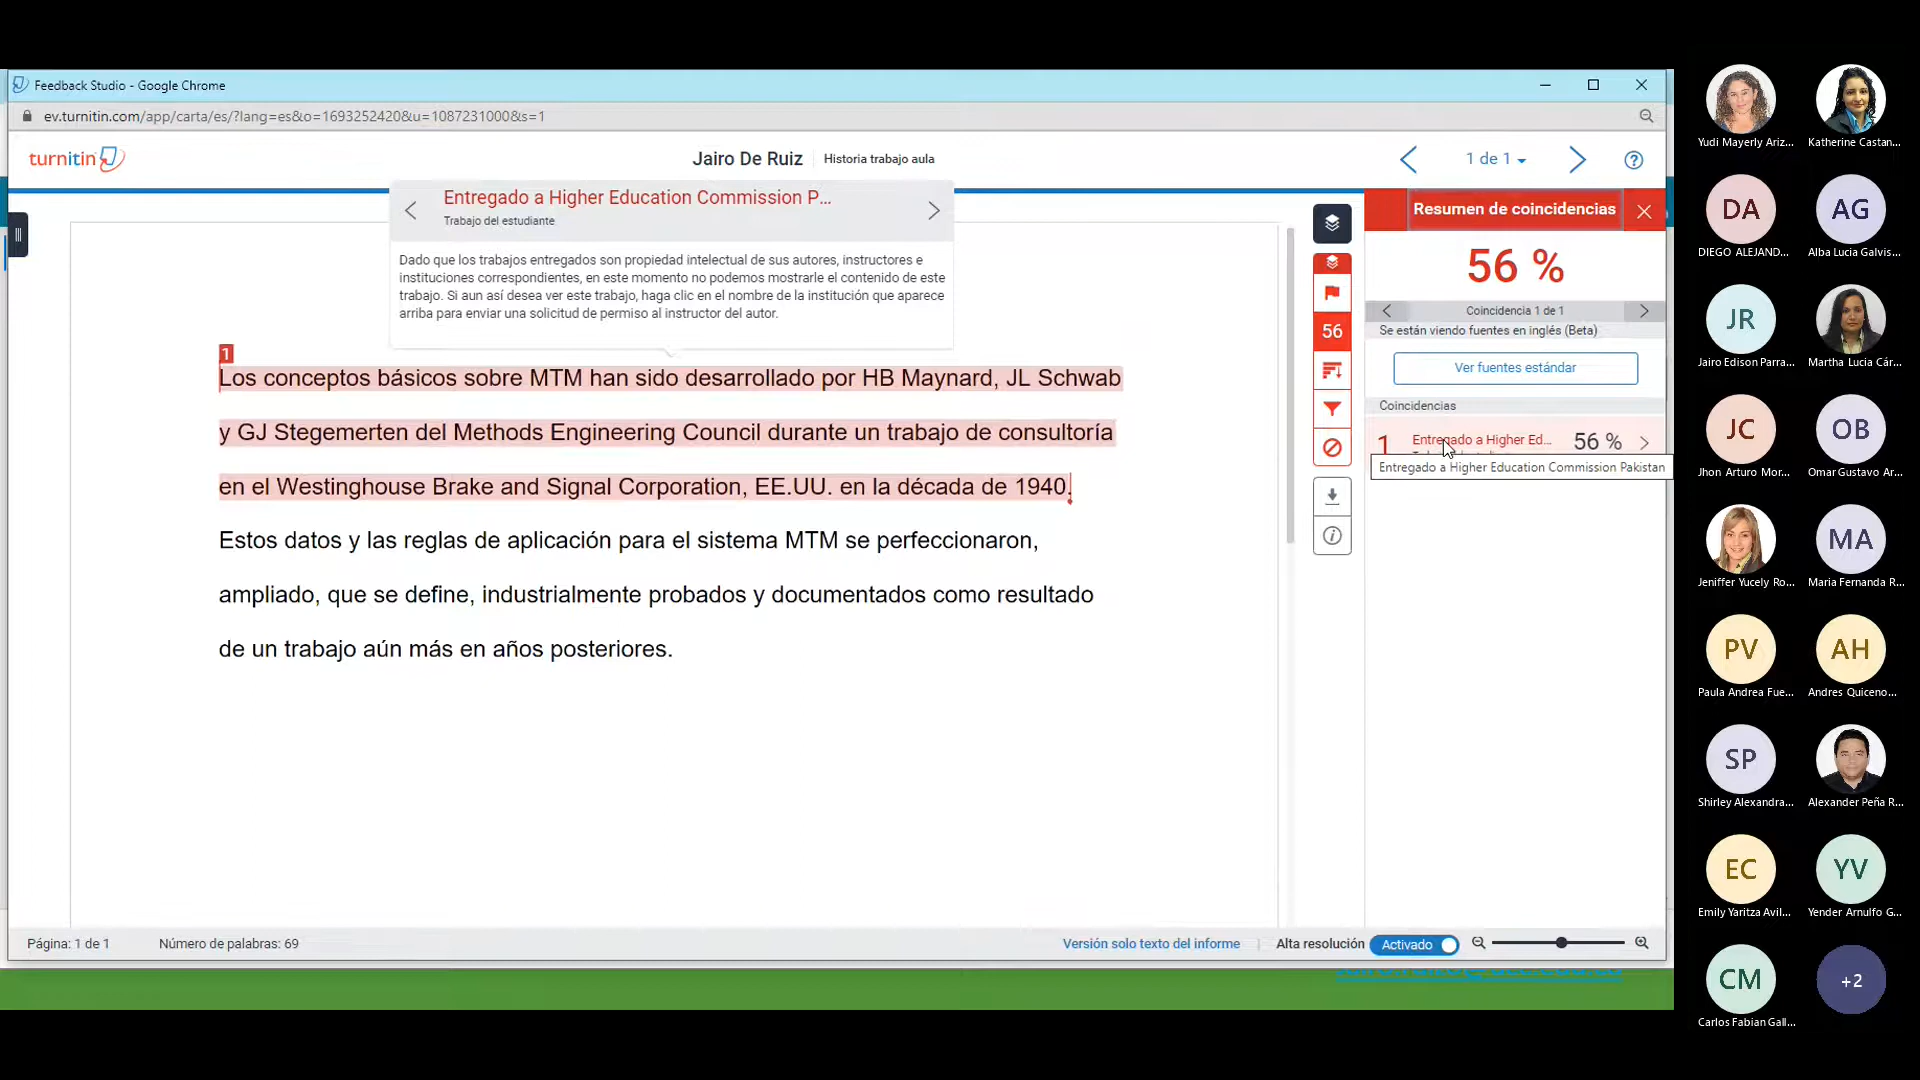 Feedback Studio - Google Chrome
ev.turnitin.com/app/carta/es/?lang=es&o=1693252420&u=1087231000&s=1
turnitin
Jairo De Ruiz
Historia trabajo aula
1 de 1
Entregado a Higher Education Commission P...
Trabajo del estudiante
Dado que los trabajos entregados son propiedad intelectual de sus autores, instructores e
instituciones correspondientes, en este momento no podemos mostrarle el contenido de este
trabajo. Si aun así desea ver este trabajo, haga clic en el nombre de la institución que aparece
arriba para enviar una solicitud de permiso al instructor del autor.
1
Los conceptos básicos sobre MTM han sido desarrollado por HB Maynard, JL Schwab
y GJ Stegemerten del Methods Engineering Council durante un trabajo de consultoría
en el Westinghouse Brake and Signal Corporation, EE.UU. en la década de 1940.
Estos datos y las reglas de aplicación para el sistema MTM se perfeccionaron,
ampliado, que se define, industrialmente probados y documentados como resultado
de un trabajo aún más en años posteriores.
56
Resumen de coincidencias
56 %
Coincidencia 1 de 1
Se están viendo fuentes en inglés (Beta)
Ver fuentes estándar
Coincidencias
1 Entregado a Higher Ed... 56 %
Entregado a Higher Education Commission Pakistan
Página: 1 de 1
Número de palabras: 69
Versión solo texto del informe
Alta resolución
Activado
Yudi Mayerly Ariz...
Katherine Castan...
DA
DIEGO ALEJAND...
AG
Alba Lucia Galvis...
JR
Jairo Edison Parra...
Martha Lucia Cár...
JC
Jhon Arturo Mor...
OB
Omar Gustavo Ar...
Jeniffer Yucely Ro...
MA
Maria Fernanda R...
PV
Paula Andrea Fue...
AH
Andres Quiceno...
SP
Shirley Alexandra...
Alexander Peña R...
EC
Emily Yaritza Avil...
YV
Yender Arnulfo G...
CM
Carlos Fabian Gall...
+2